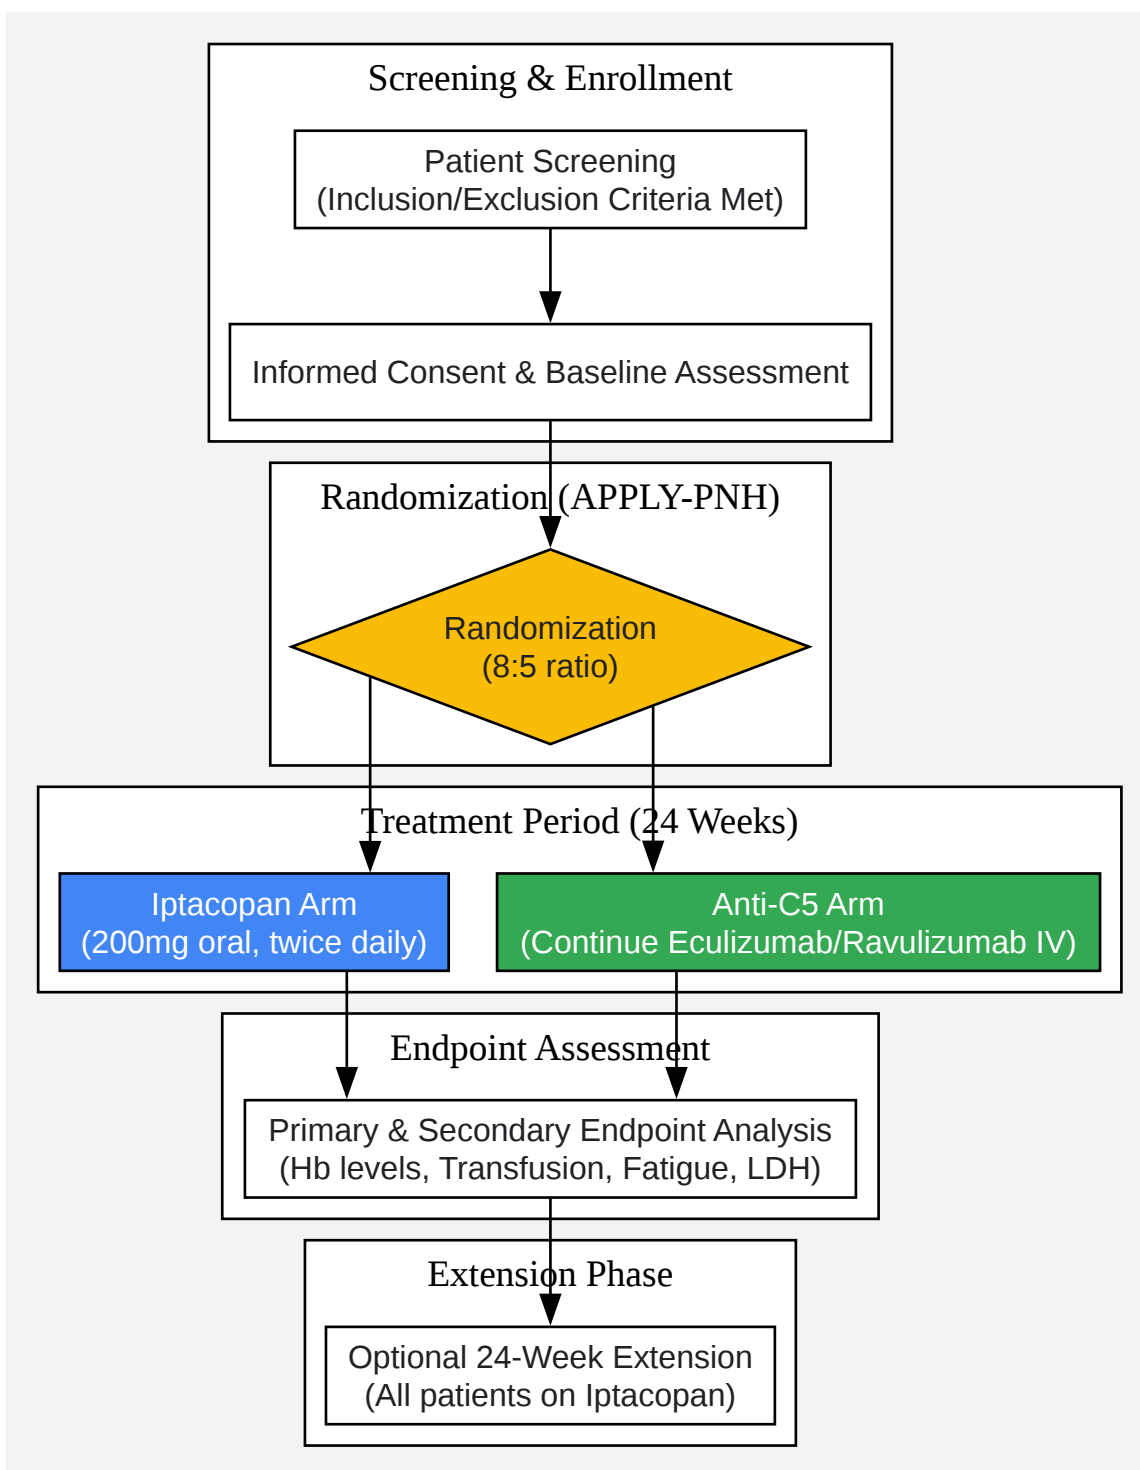 Screening & Enrollment
Patient Screening
(Inclusion/Exclusion Criteria Met)
Informed Consent & Baseline Assessment
Randomization (APPLY-PNH)
Randomization
(8:5 ratio)
Treatment Period (24 Weeks)
Iptacopan Arm
(200mg oral, twice daily)
Anti-C5 Arm
(Continue Eculizumab/Ravulizumab IV)
Endpoint Assessment
Primary & Secondary Endpoint Analysis
(Hb levels, Transfusion, Fatigue, LDH)
Extension Phase
Optional 24-Week Extension
(All patients on Iptacopan)